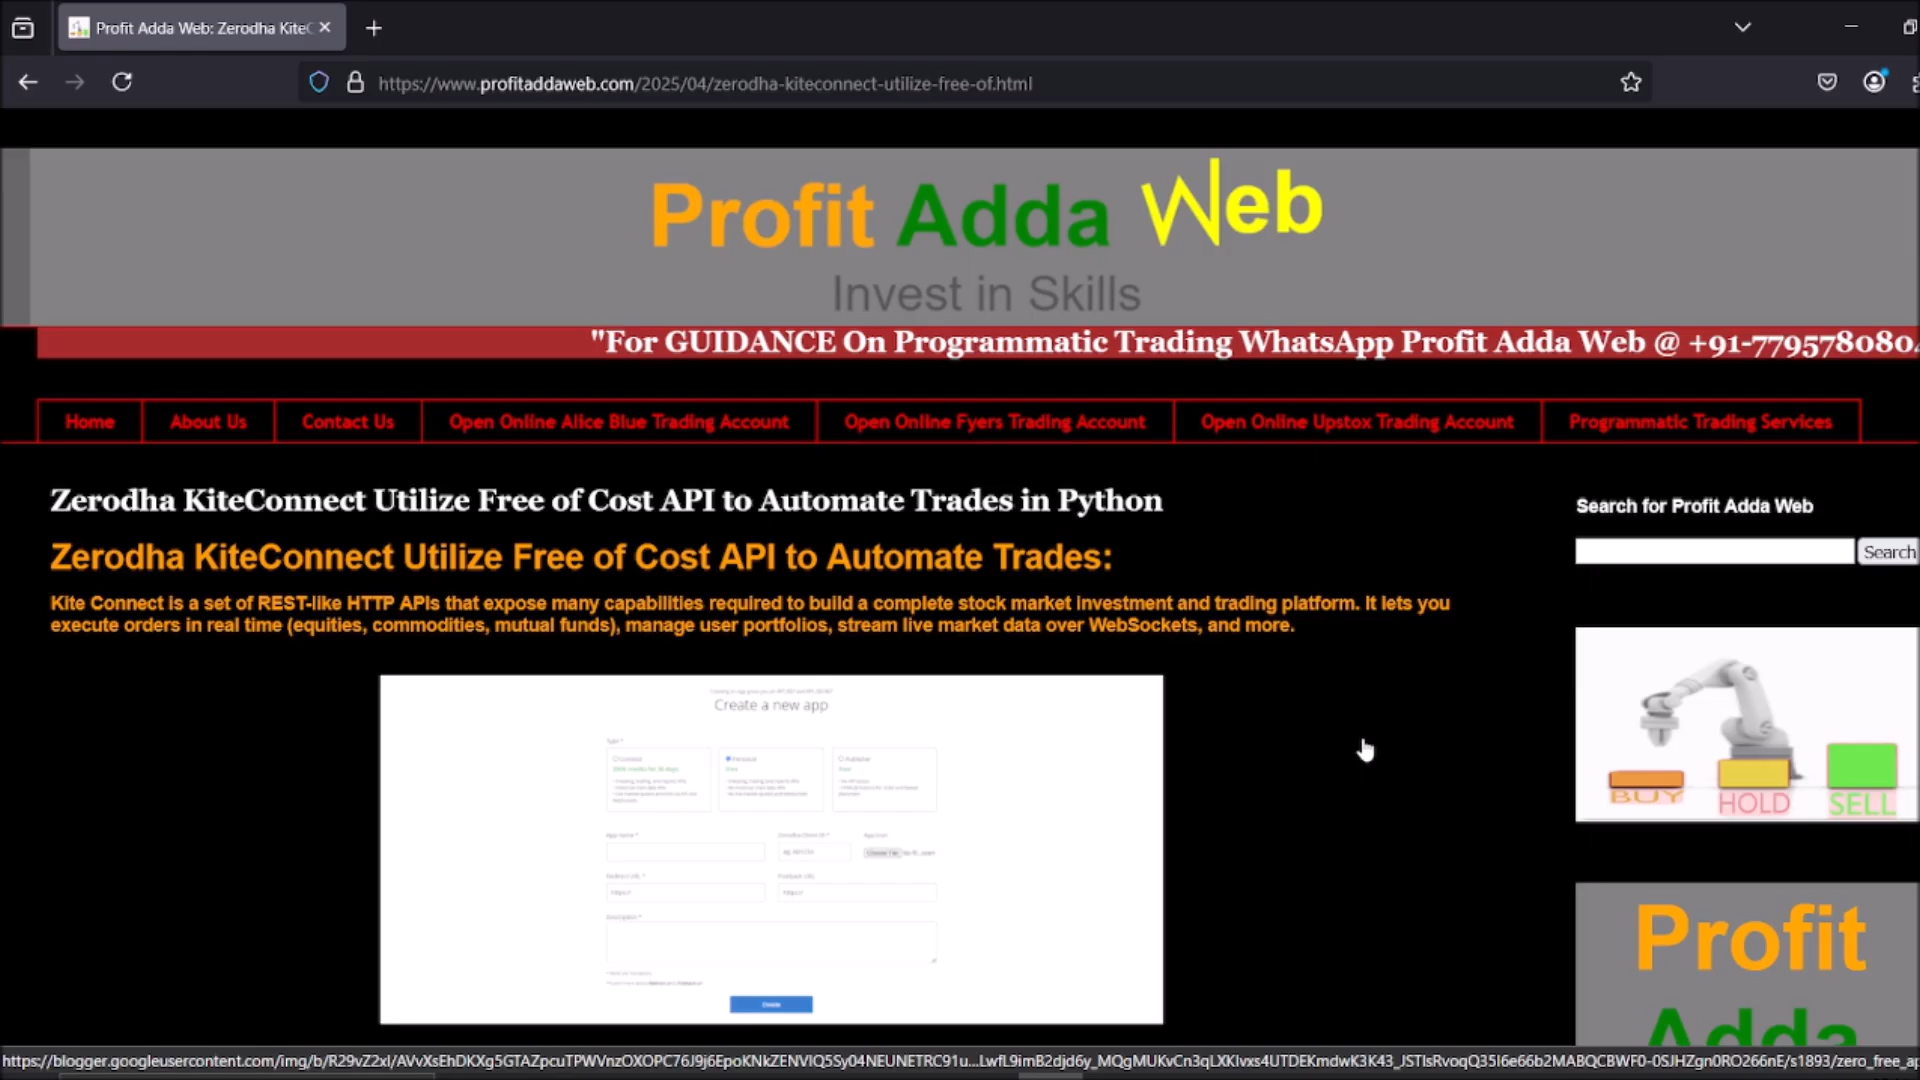 Profit Adda Web: Zerodha KiteC
https://www.profitaddaweb.com/2025/04/zerodha-kiteconnect-utilize-free-of.html
Profit Adda Web
Invest in Skills
"For GUIDANCE On Programmatic Trading WhatsApp Profit Adda Web @ +91-77957808
Home
About Us
Contact Us
Open Online Alice Blue Trading Account
Open Online Fyers Trading Account
Open Online Upstox Trading Account
Programmatic Trading Services
Zerodha KiteConnect Utilize Free of Cost API to Automate Trades in Python
Zerodha KiteConnect Utilize Free of Cost API to Automate Trades:
Kite Connect is a set of REST-like HTTP APIs that expose many capabilities required to build a complete stock market investment and trading platform. It lets you
execute orders in real time (equities, commodities, mutual funds), manage user portfolios, stream live market data over WebSockets, and more.
Create a new app
App name *
Redirect URL *
Description *
Create
Search for Profit Adda Web
Search
BUY HOLD SELL
Profit
Adda